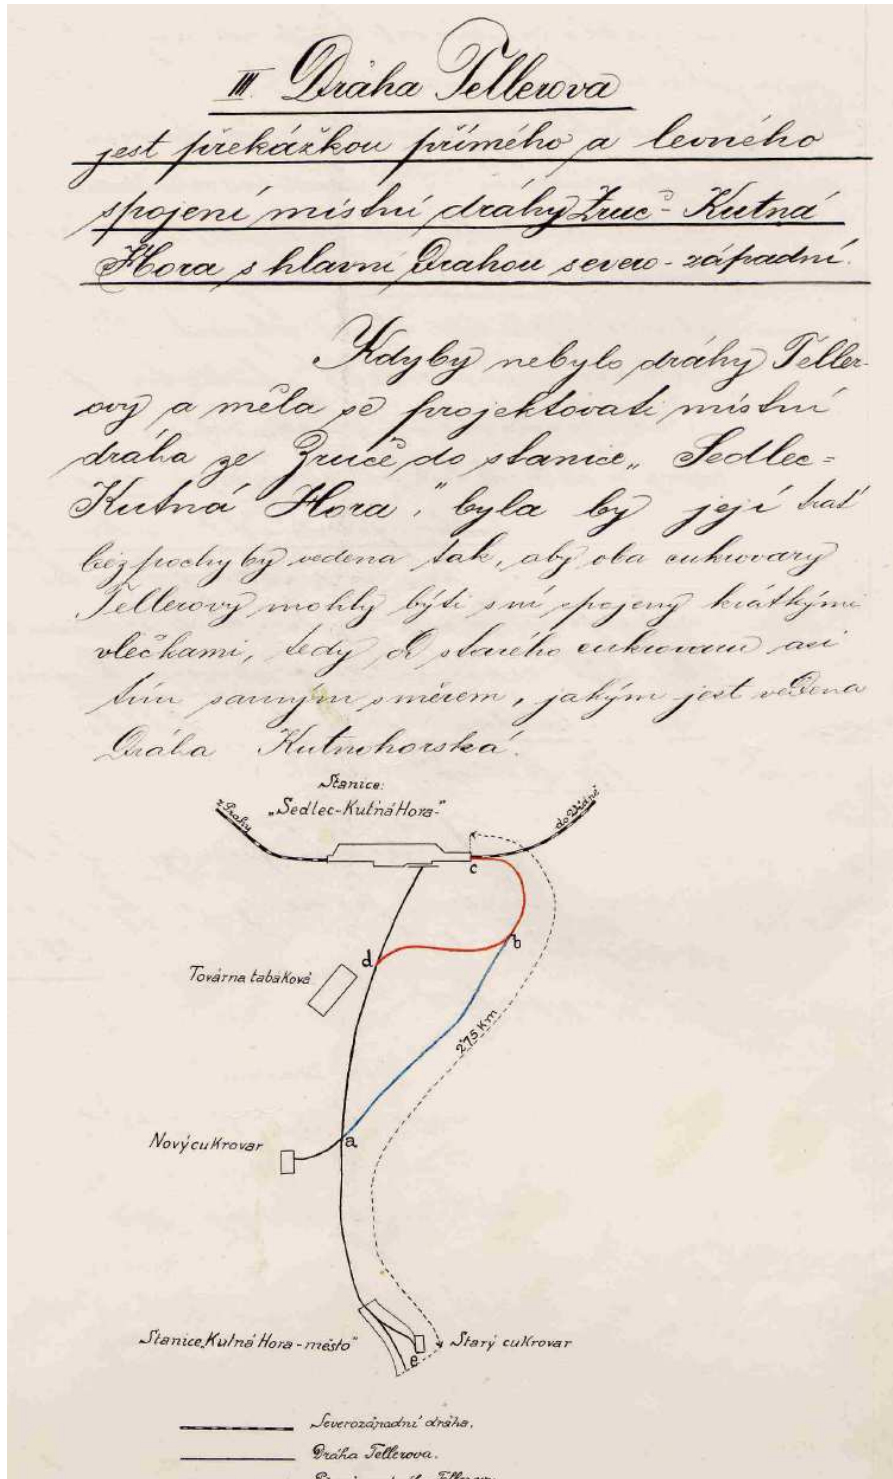 III. Dráha Tellerova
jest překážkou přímého a levného
spojení místní dráhy Zruč-Kutná
Hora s hlavní Drahou severo-západní.
Kdyby nebylo dráhy Teller-
ovy a měla se projektovati místní
dráha ze Zruče do stanice „Sedlec=
Kutná Hora", byla by její trať
bez pochyby vedena tak, aby oba cukrovary
Tellerovy mohly býti s ní spojeny krátkými
vlečkami, tedy od starého cukrovaru asi
tím samým směrem, jakým jest vedena
Dráha Kutnohorská.
Stanice:
„Sedlec-Kutná Hora-"
z Prahy
do Vídně
c
b
d
Továrna tabáková
2.75 Km
Nový cukrovar
a
Stanice „Kutná Hora-město"
Starý cukrovar
e
Severozápadní dráha.
Dráha Tellerova.